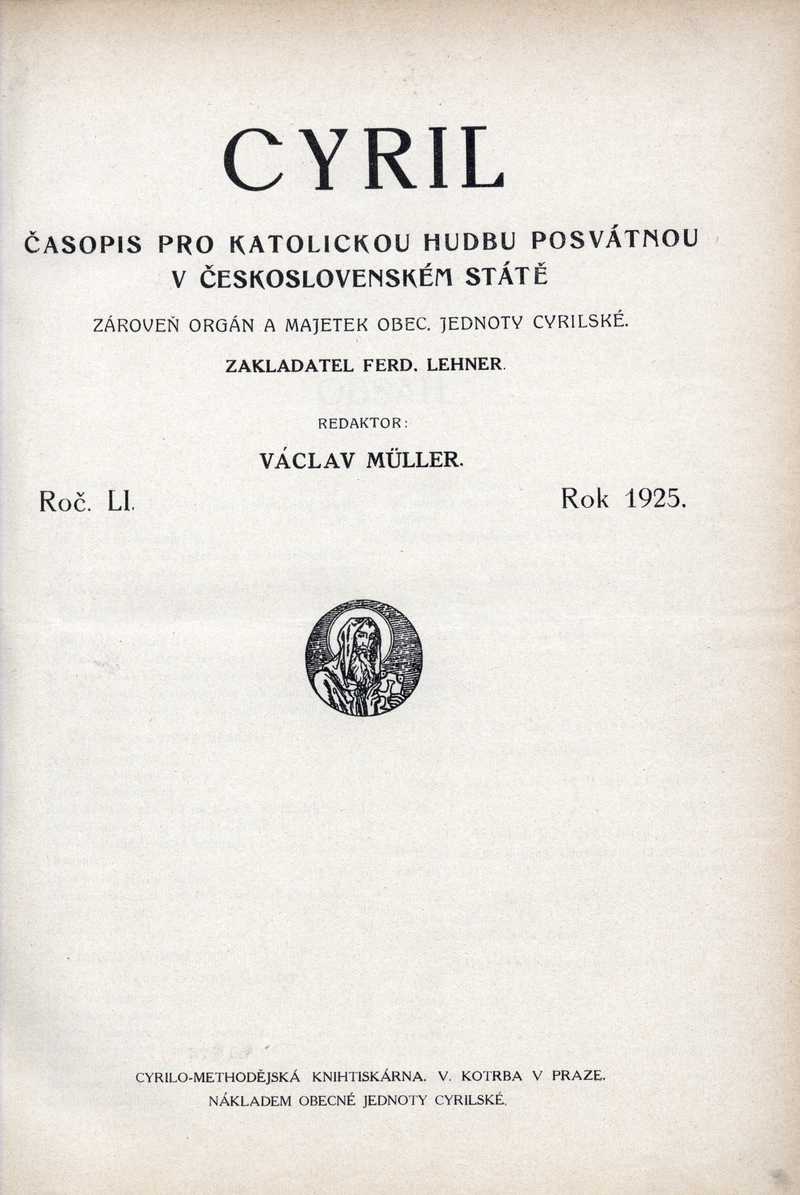 CYRIL
ČASOPIS PRO KATOLICKOU HUDBU POSVÁTNOU
V ČESKOSLOVENSKÉM STÁTĚ
ZÁROVEŇ ORGÁN A MAJETEK OBEC. JEDNOTY CYRILSKÉ.
ZAKLADATEL FERD. LEHNER.
REDAKTOR:
VÁCLAV MÜLLER.
Roč. LI.
Rok 1925.
CYRILO-METHODĚJSKÁ KNIHTISKÁRNA. V. KOTRBA V PRAZE.
NÁKLADEM OBECNÉ JEDNOTY CYRILSKÉ.